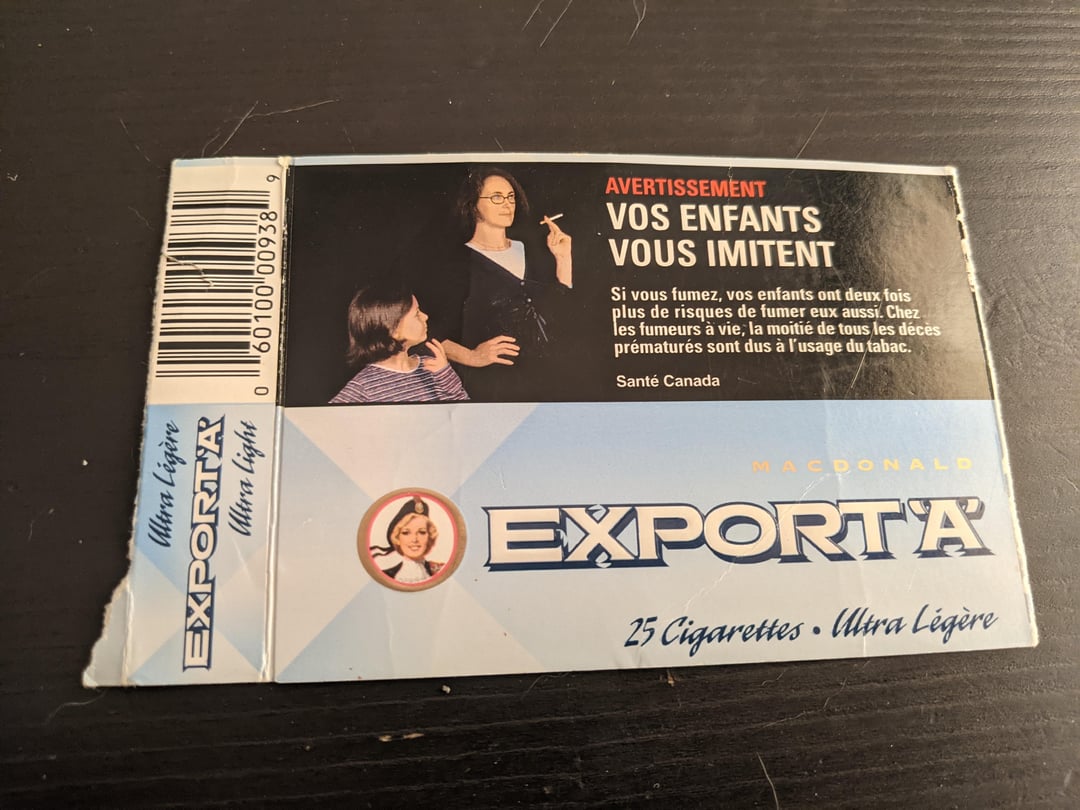 0 60100 00938 9
Ultra Légère
EXPORT 'A'
Ultra Light
AVERTISSEMENT
VOS ENFANTS
VOUS IMITENT
Si vous fumez, vos enfants ont deux fois
plus de risques de fumer eux aussi. Chez
les fumeurs à vie, la moitié de tous les décès
prématurés sont dus à l'usage du tabac.
Santé Canada
MACDONALD
EXPORT "A"
25 Cigarettes • Ultra Légère